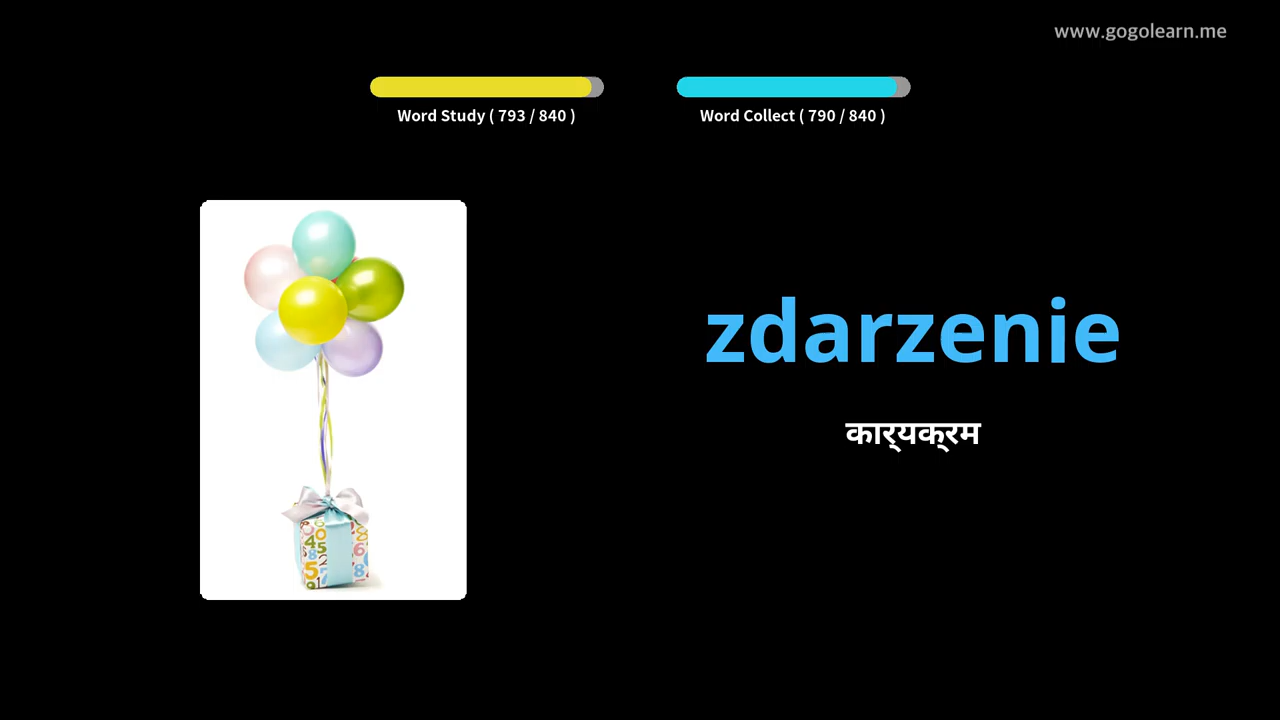 www.gogolearn.me
Word Study ( 793 / 840 )
Word Collect ( 790 / 840 )
zdarzenie
कार्यक्रम